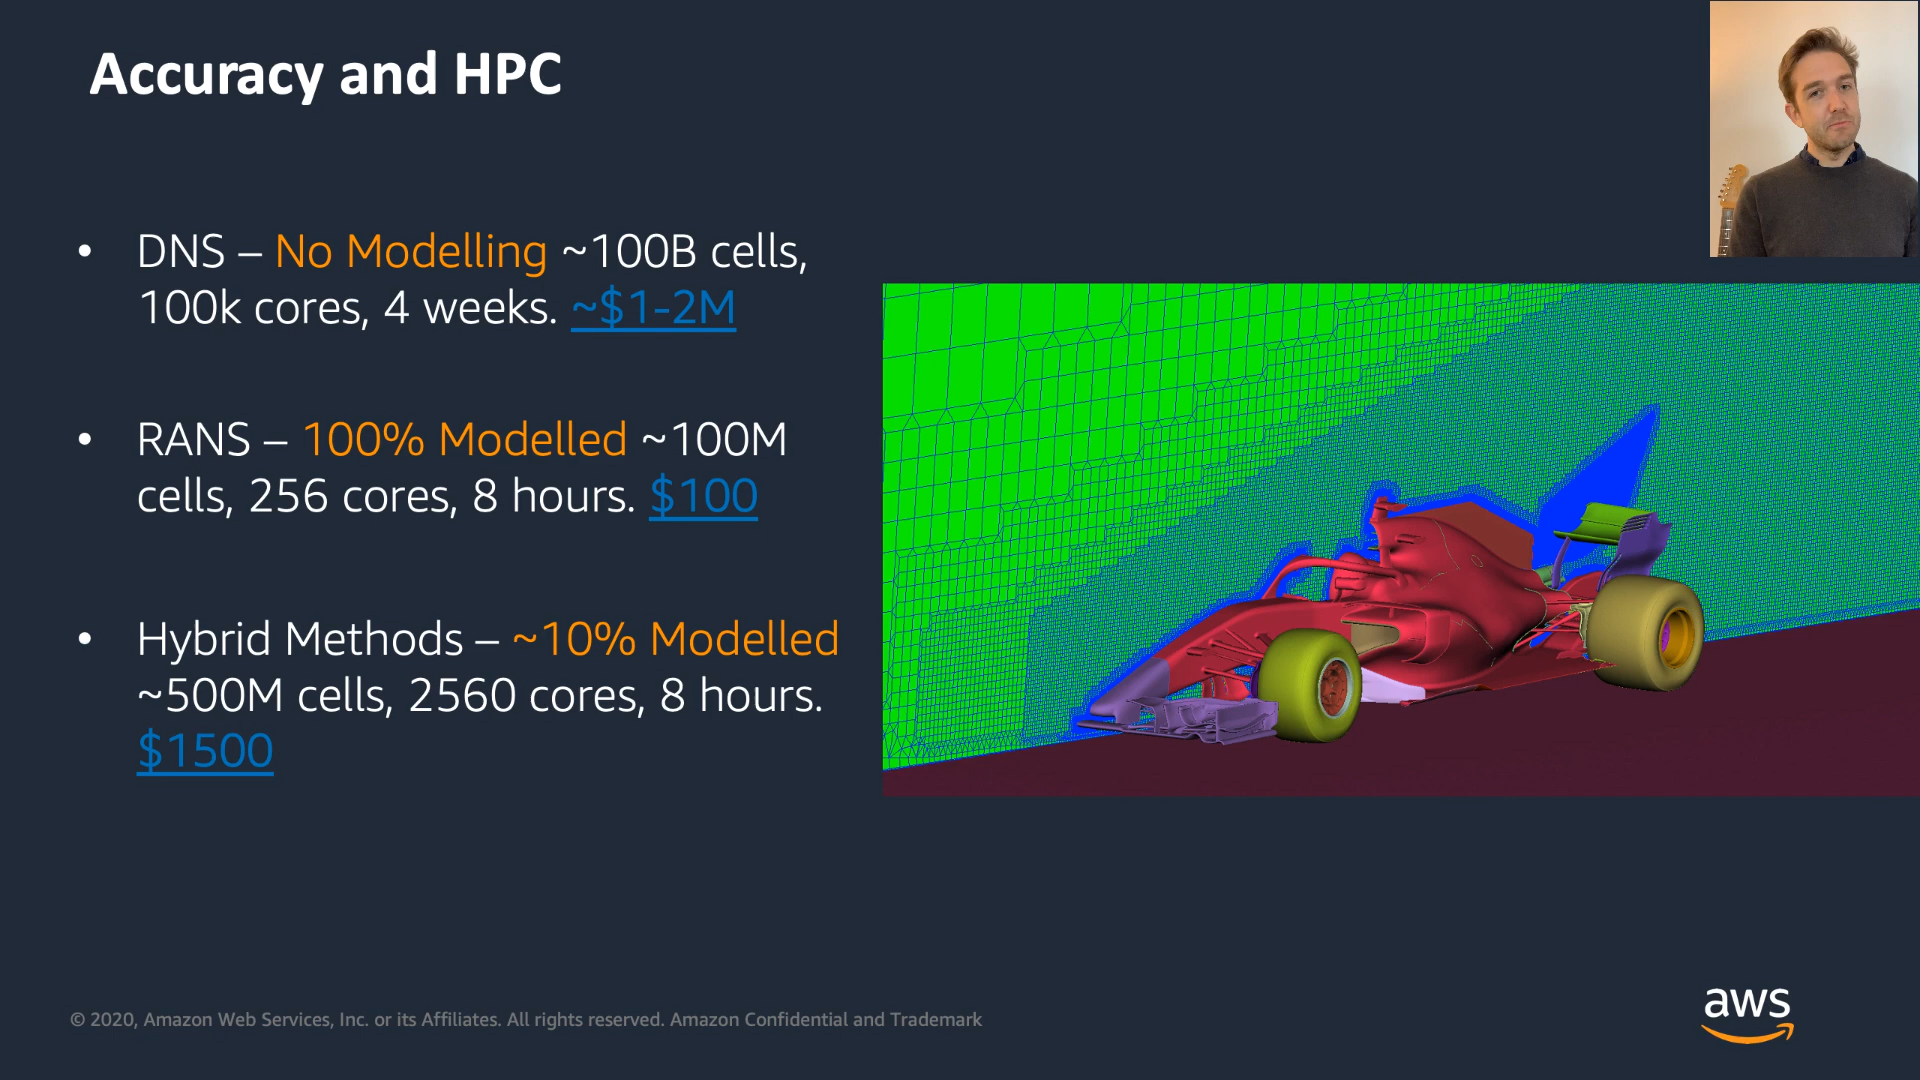 Accuracy and HPC
• DNS – No Modelling ~100B cells,
100k cores, 4 weeks. ~$1-2M
• RANS – 100% Modelled ~100M
cells, 256 cores, 8 hours. $100
• Hybrid Methods – ~10% Modelled
~500M cells, 2560 cores, 8 hours.
$1500
© 2020, Amazon Web Services, Inc. or its Affiliates. All rights reserved. Amazon Confidential and Trademark
aws